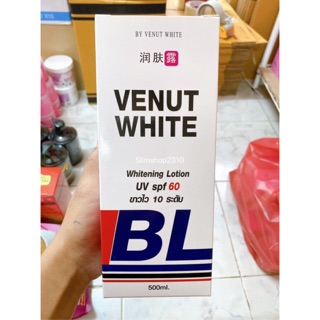 BY VENUT WHITE
润肤露
VENUT
WHITE
Slimshop2310
Whitening Lotion
UV spf 60
ขาวไว 10 ระดับ
BL
500ml.